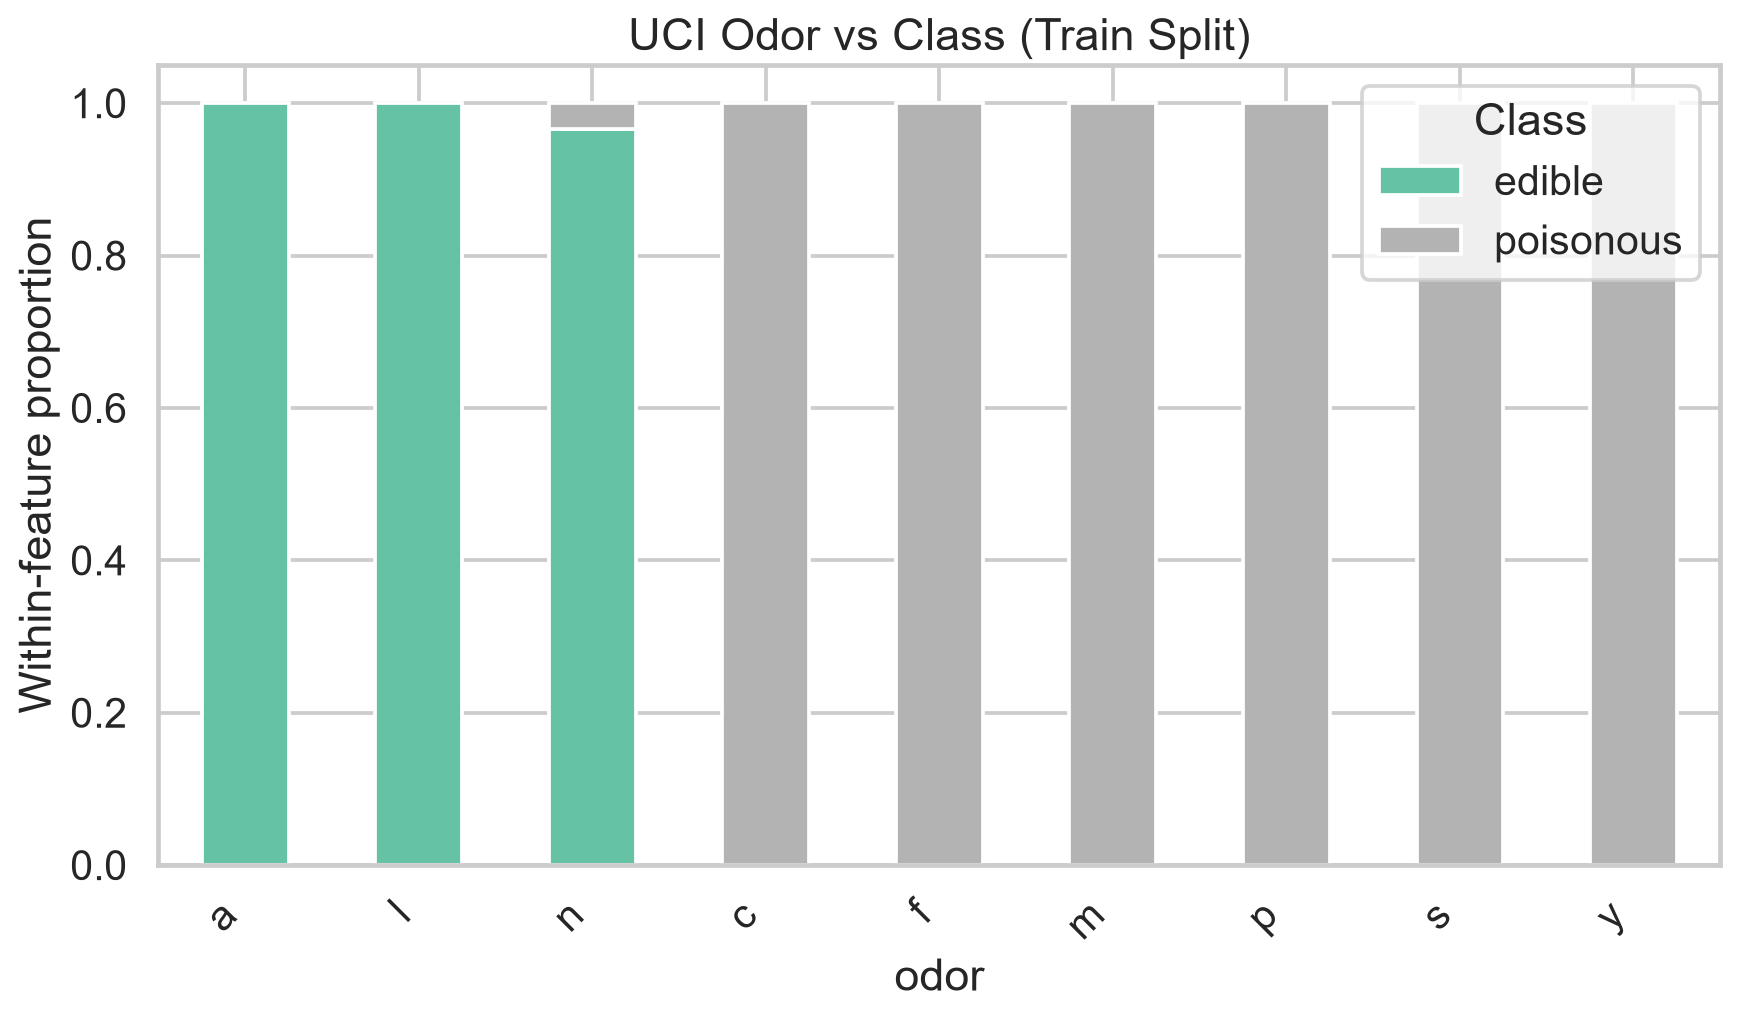 UCI Odor vs Class (Train Split)
Within-feature proportion
1.0
0.8
0.6
0.4
0.2
0.0
Class
edible
poisonous
a
l
n
c
f
m
p
s
y
odor